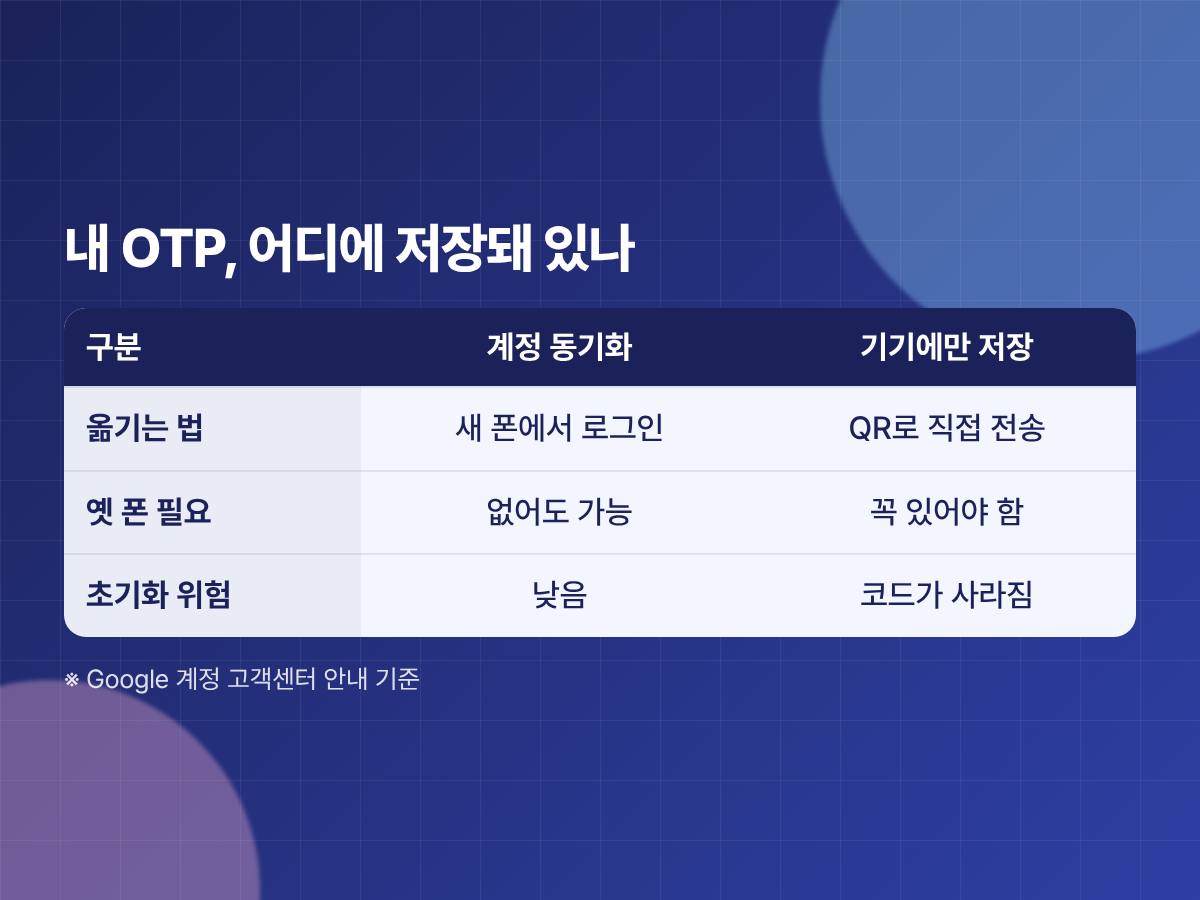 내 OTP, 어디에 저장돼 있나
구분 계정 동기화 기기에만 저장
옮기는 법 새 폰에서 로그인 QR로 직접 전송
옛 폰 필요 없어도 가능 꼭 있어야 함
초기화 위험 낮음 코드가 사라짐
※ Google 계정 고객센터 안내 기준